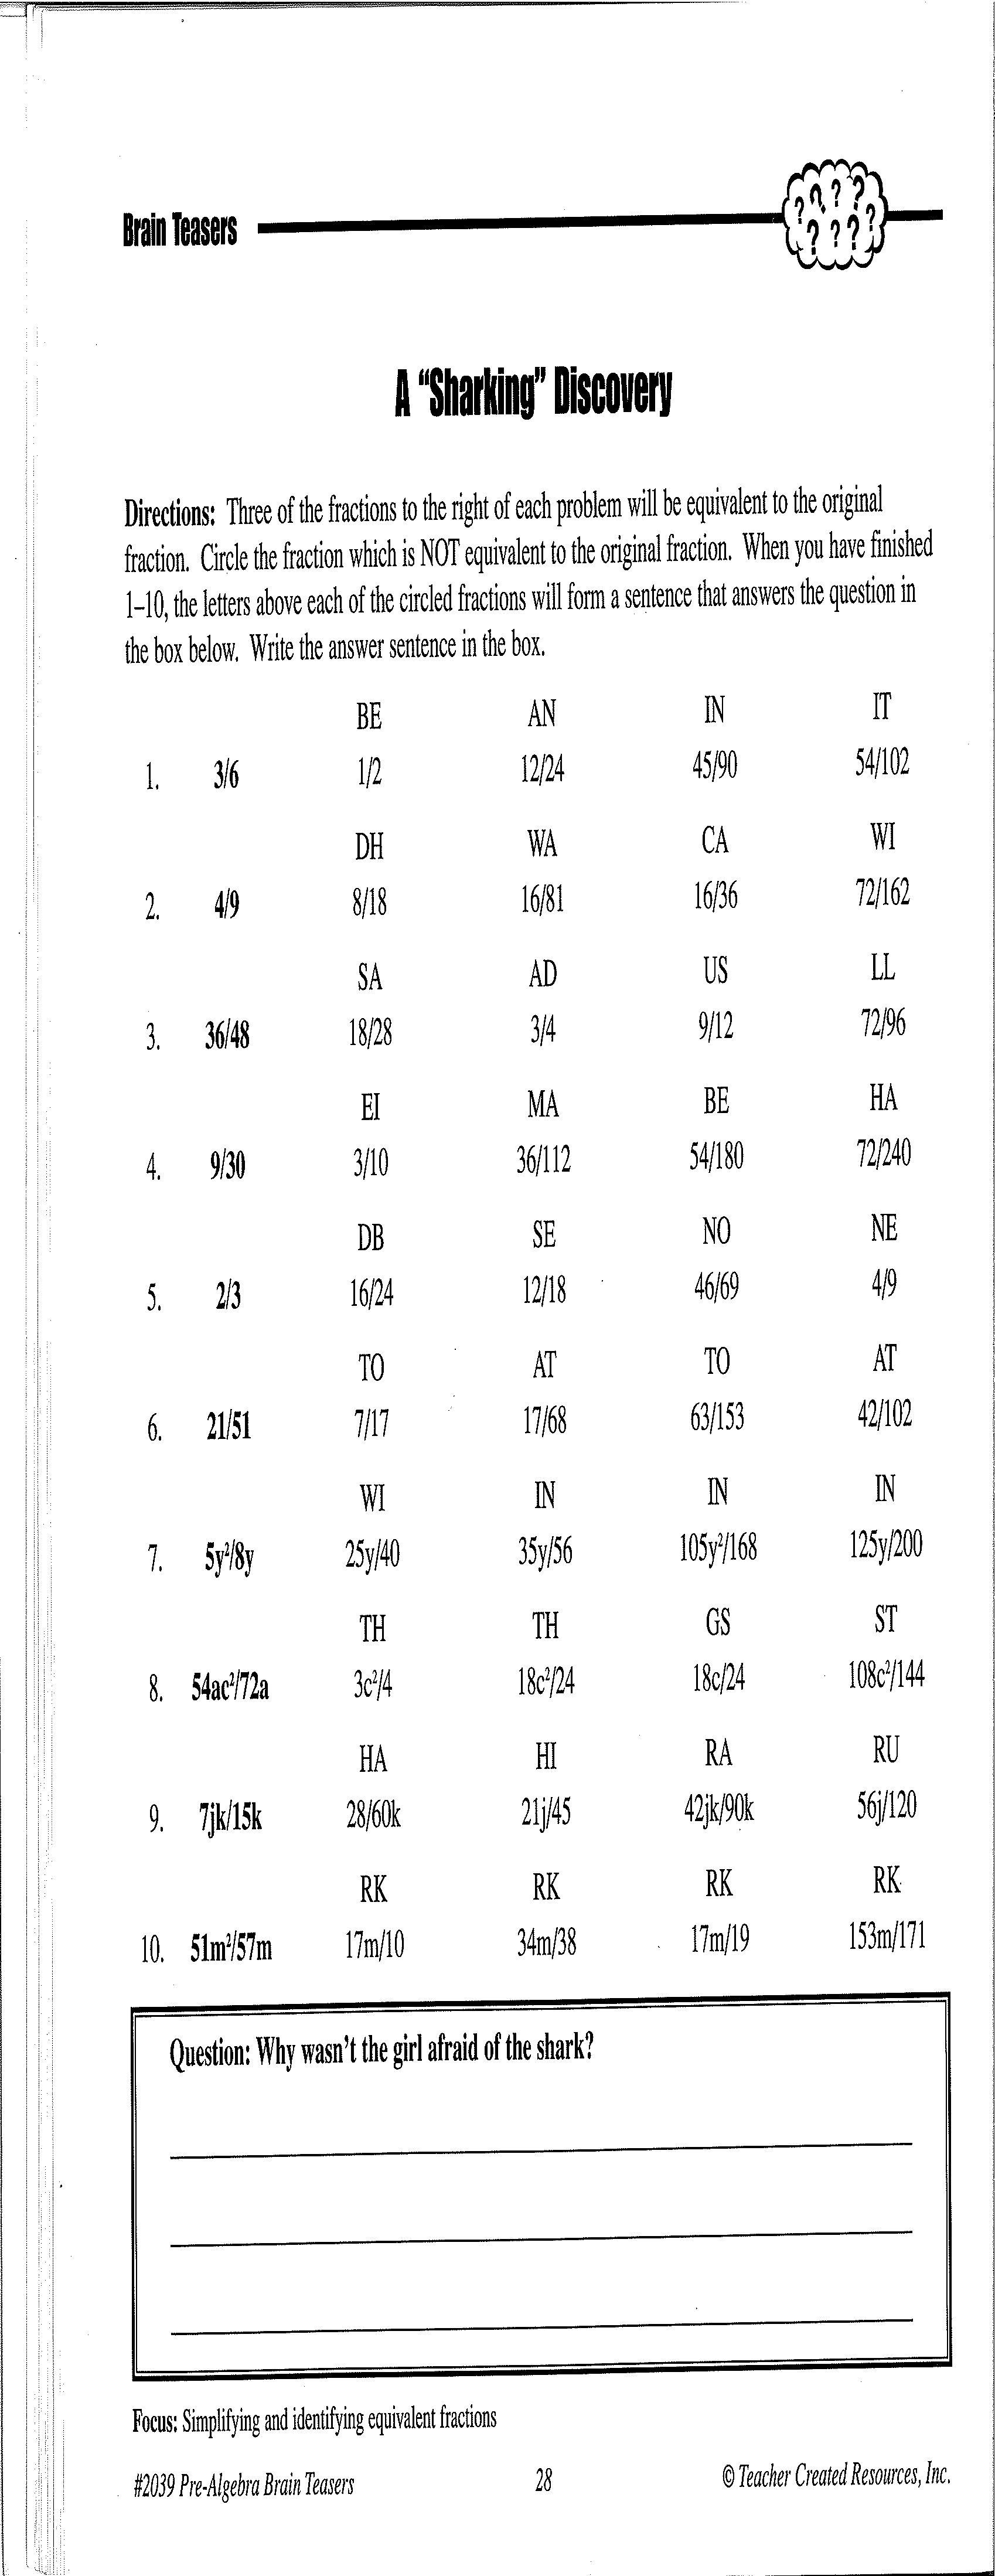 Brain Teasers
? ? ? ? ? ? ? ? ?
A “Sharking” Discovery
Directions: Three of the fractions to the right of each problem will be equivalent to the original
fraction. Circle the fraction which is NOT equivalent to the original fraction. When you have finished
1–10, the letters above each of the circled fractions will form a sentence that answers the question in
the box below. Write the answer sentence in the box.
BE AN IN IT
1. 3/6 1/2 12/24 45/90 54/102
DH WA CA WI
2. 4/9 8/18 16/81 16/36 72/162
SA AD US LL
3. 36/48 18/28 3/4 9/12 72/96
EI MA BE HA
4. 9/30 3/10 36/112 54/180 72/240
DB SE NO NE
5. 2/3 16/24 12/18 46/69 4/9
TO AT TO AT
6. 21/51 7/17 17/68 63/153 42/102
WI IN IN IN
7. 5y²/8y 25y/40 35y/56 105y²/168 125y/200
TH TH GS ST
8. 54ac²/72a 3c²/4 18c²/24 18c/24 108c²/144
HA HI RA RU
9. 7jk/15k 28/60k 21j/45 42jk/90k 56j/120
RK RK RK RK
10. 51m²/57m 17m/10 34m/38 17m/19 153m/171
Question: Why wasn’t the girl afraid of the shark?
Focus: Simplifying and identifying equivalent fractions
#2039 Pre-Algebra Brain Teasers 28 © Teacher Created Resources, Inc.